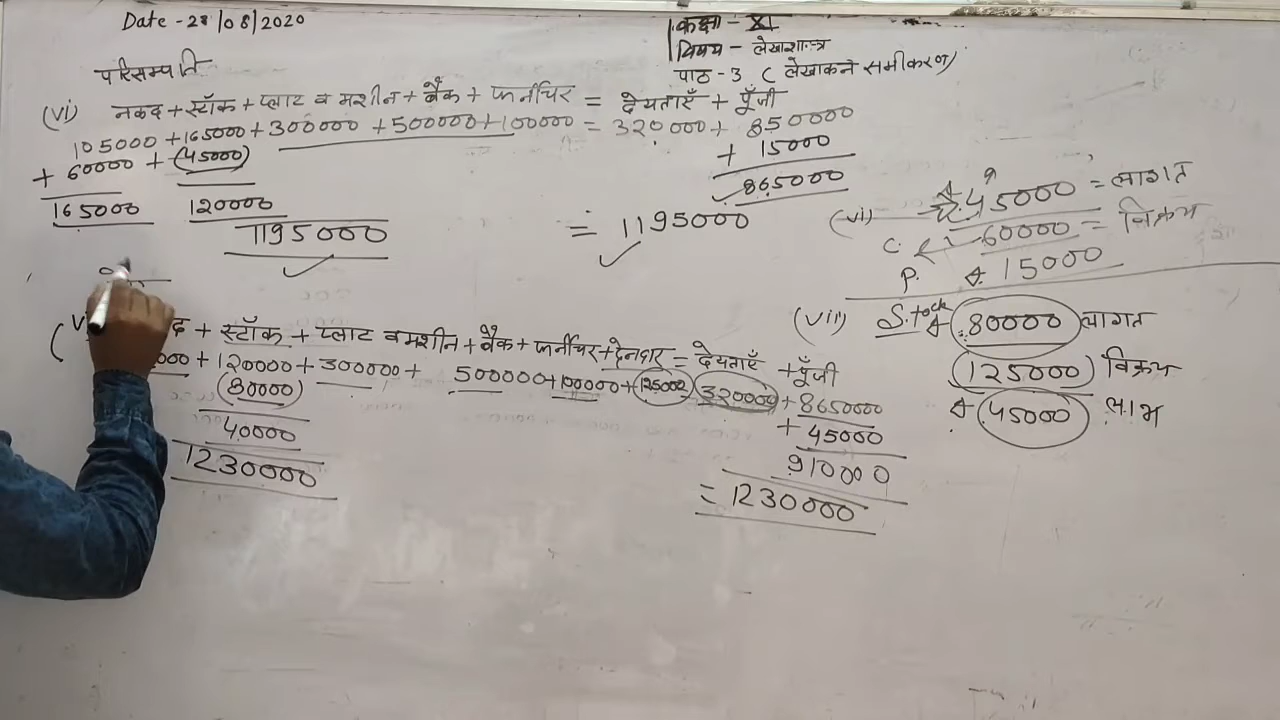 Date - 28/08/2020
कक्षा - XI
विषय - लेखाशास्त्र
पाठ - 3 ( लेखाकंन समीकरण)
परिसम्पति
(vi) नकद + स्टॉक + प्लाट व मशीन + बैंक + फर्नीचर = देयताएँ + पूँजी
105000 + 165000 + 300000 + 500000 + 100000 = 320000 + 850000
+ 60000 + (45000) + 15000
165000 120000 865000
1195000 = 1195000
(vi) 45000 = लागत
60000 = विक्रय
P. 15000
+ स्टॉक + प्लाट व मशीन + बैंक + फर्नीचर + देनदार = देयताएँ + पूँजी
000 + 120000 + 300000 + 500000 + 100000 + 125000 320000 + 8650000
(80000) + 45000
40000 910000
1230000 = 1230000
(vii) Stock 80000 लागत
(125000) विक्रय
45000 लाभ